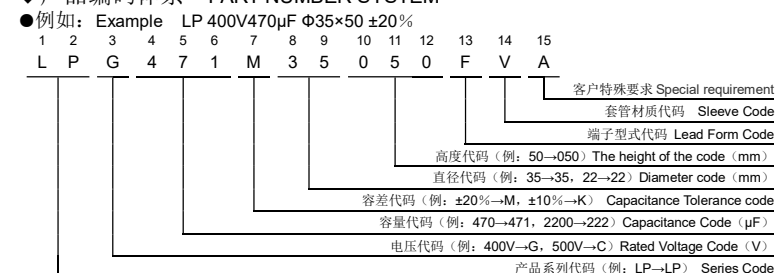 ◆产品编码体系 PART NUMBER SYSTEM
●例如：Example LP 400V470μF Φ35×50 ±20%
1 2 3 4 5 6 7 8 9 10 11 12 13 14 15
L P G 4 7 1 M 3 5 0 5 0 F V A
客户特殊要求 Special requirement
套管材质代码 Sleeve Code
端子型式代码 Lead Form Code
高度代码（例：50→050）The height of the code（mm）
直径代码（例：35→35，22→22）Diameter code（mm）
容差代码（例：±20%→M，±10%→K） Capacitance Tolerance code
容量代码（例：470→471，2200→222）Capacitance Code（μF）
电压代码（例：400V→G，500V→C）Rated Voltage Code（V）
产品系列代码（例：LP→LP） Series Code